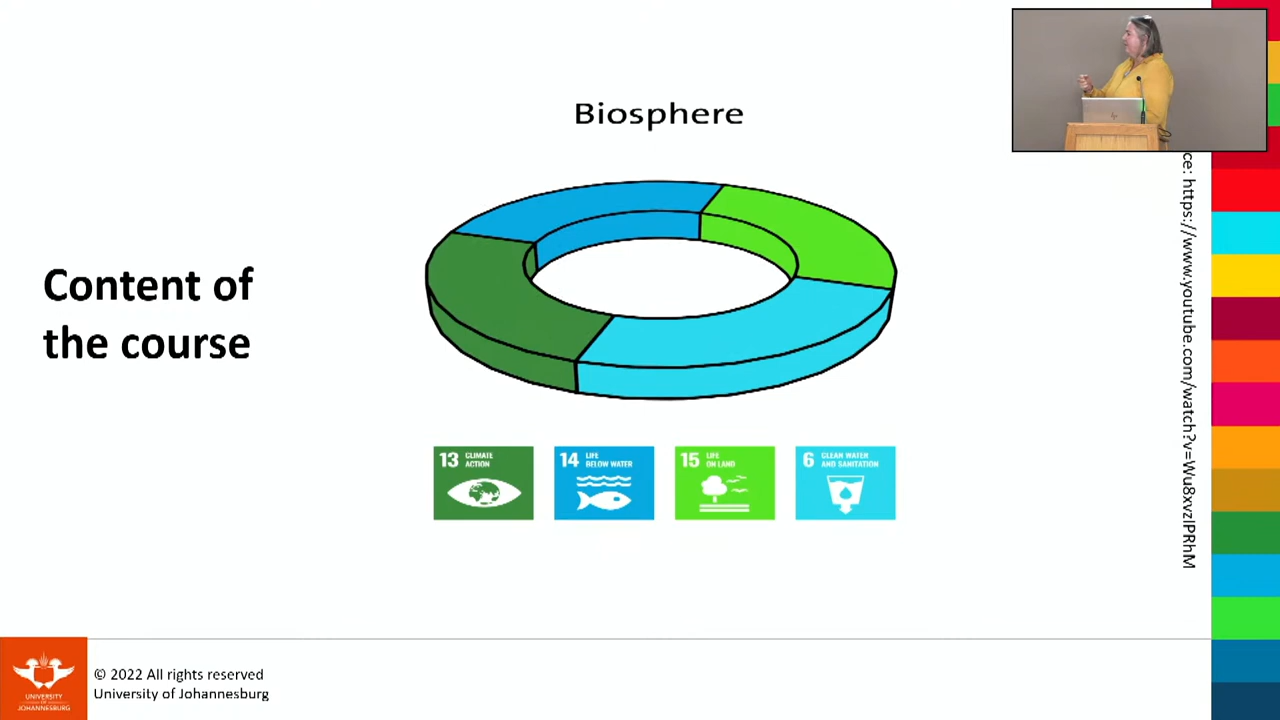 Biosphere
Content of
the course
13 CLIMATE
ACTION
14 LIFE
BELOW WATER
15 LIFE
ON LAND
6 CLEAN WATER
AND SANITATION
ce: https://www.youtube.com/watch?v=Wu8xvzIPRhM
UNIVERSITY
OF
JOHANNESBURG
© 2022 All rights reserved
University of Johannesburg